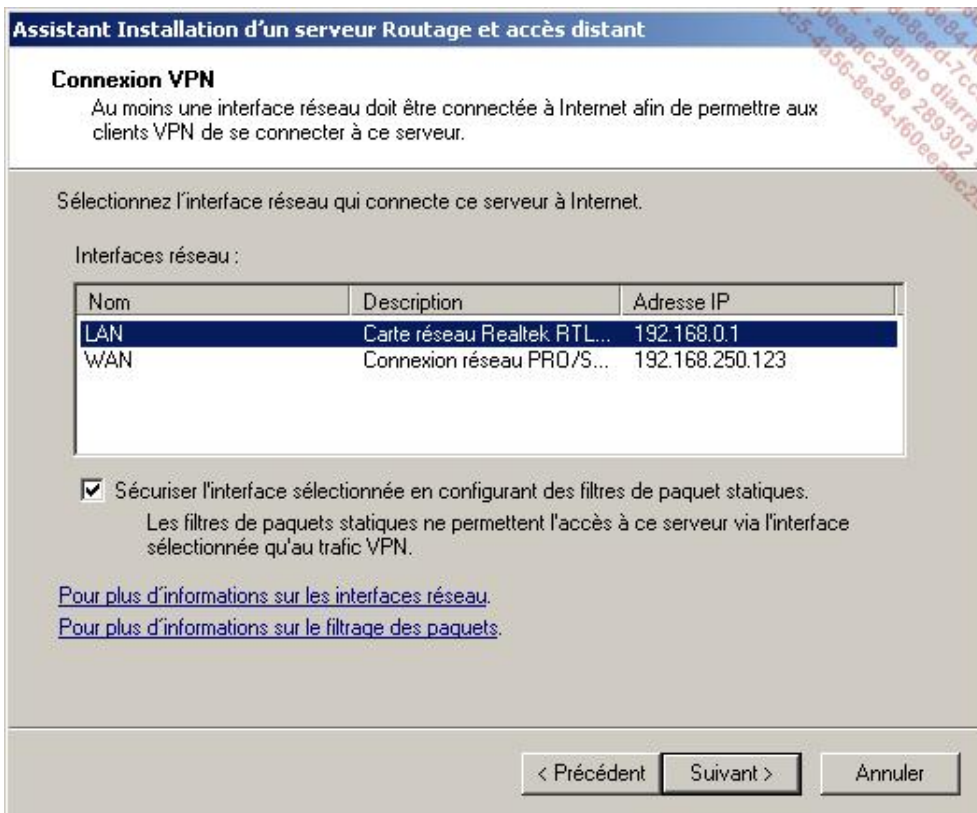 Assistant Installation d'un serveur Routage et accès distant
Connexion VPN
Au moins une interface réseau doit être connectée à Internet afin de permettre aux
clients VPN de se connecter à ce serveur.
Sélectionnez l'interface réseau qui connecte ce serveur à Internet.
Interfaces réseau :
Nom Description Adresse IP
LAN Carte réseau Realtek RTL... 192.168.0.1
WAN Connexion réseau PRO/S... 192.168.250.123
Sécuriser l'interface sélectionnée en configurant des filtres de paquet statiques.
Les filtres de paquets statiques ne permettent l'accès à ce serveur via l'interface
sélectionnée qu'au trafic VPN.
Pour plus d'informations sur les interfaces réseau.
Pour plus d'informations sur le filtrage des paquets.
< Précédent Suivant > Annuler